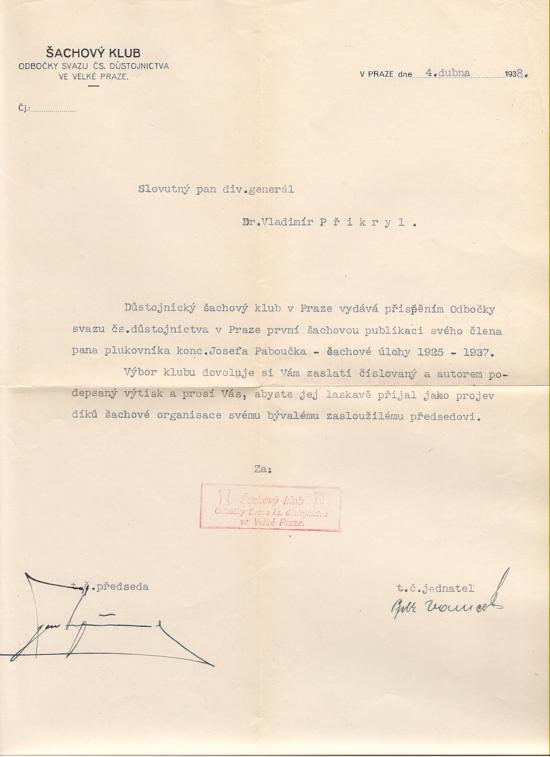 ŠACHOVÝ KLUB
ODBOČKY SVAZU ČS. DŮSTOJNICTVA
VE VELKÉ PRAZE.
V PRAZE dne 4.dubna 1938.
Čj.:
Slovutný pan div.generál
Dr.Vladimír P ř i k r y l .
Důstojnický šachový klub v Praze vydává přispěním Odbočky
svazu čs.důstojnictva v Praze první šachovou publikaci svého člena
pana plukovníka konc.Josefa Paboučka - šachové úlohy 1925 - 1937.
Výbor klubu dovoluje si Vám zaslati číslovaný a autorem po-
depsaný výtisk a prosí Vás, abyste jej laskavě přijal jako projev
díků šachové organisace svému bývalému zasloužilému předsedovi.
Za:
Šachový klub
Odbočky Svazu čs. důstojnictva
ve Velké Praze.
t.č.předseda
t.č.jednatel